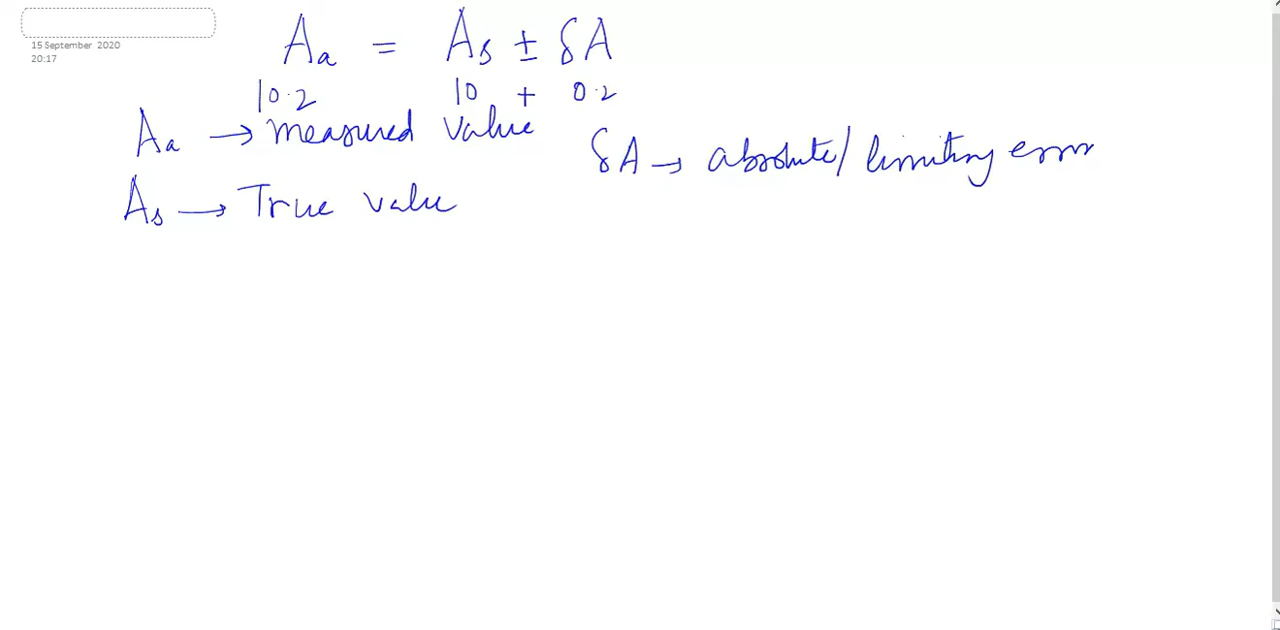 15 September 2020
20:17
Aₐ = Aₛ ± δA
10.2 10 + 0.2
Aₐ → measured value
δA → absolute/limiting error
Aₛ → True value